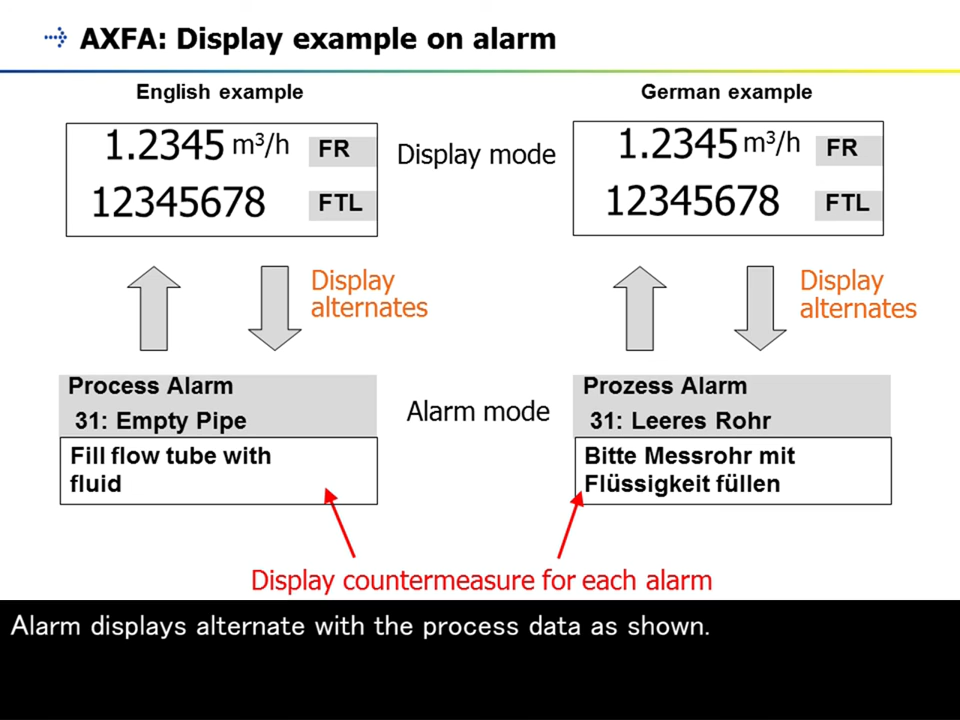 AXFA: Display example on alarm
English example
German example
1.2345 m³/h FR
12345678 FTL
Display mode
1.2345 m³/h FR
12345678 FTL
Display
alternates
Display
alternates
Process Alarm
31: Empty Pipe
Fill flow tube with
fluid
Alarm mode
Prozess Alarm
31: Leeres Rohr
Bitte Messrohr mit
Flüssigkeit füllen
Display countermeasure for each alarm
Alarm displays alternate with the process data as shown.